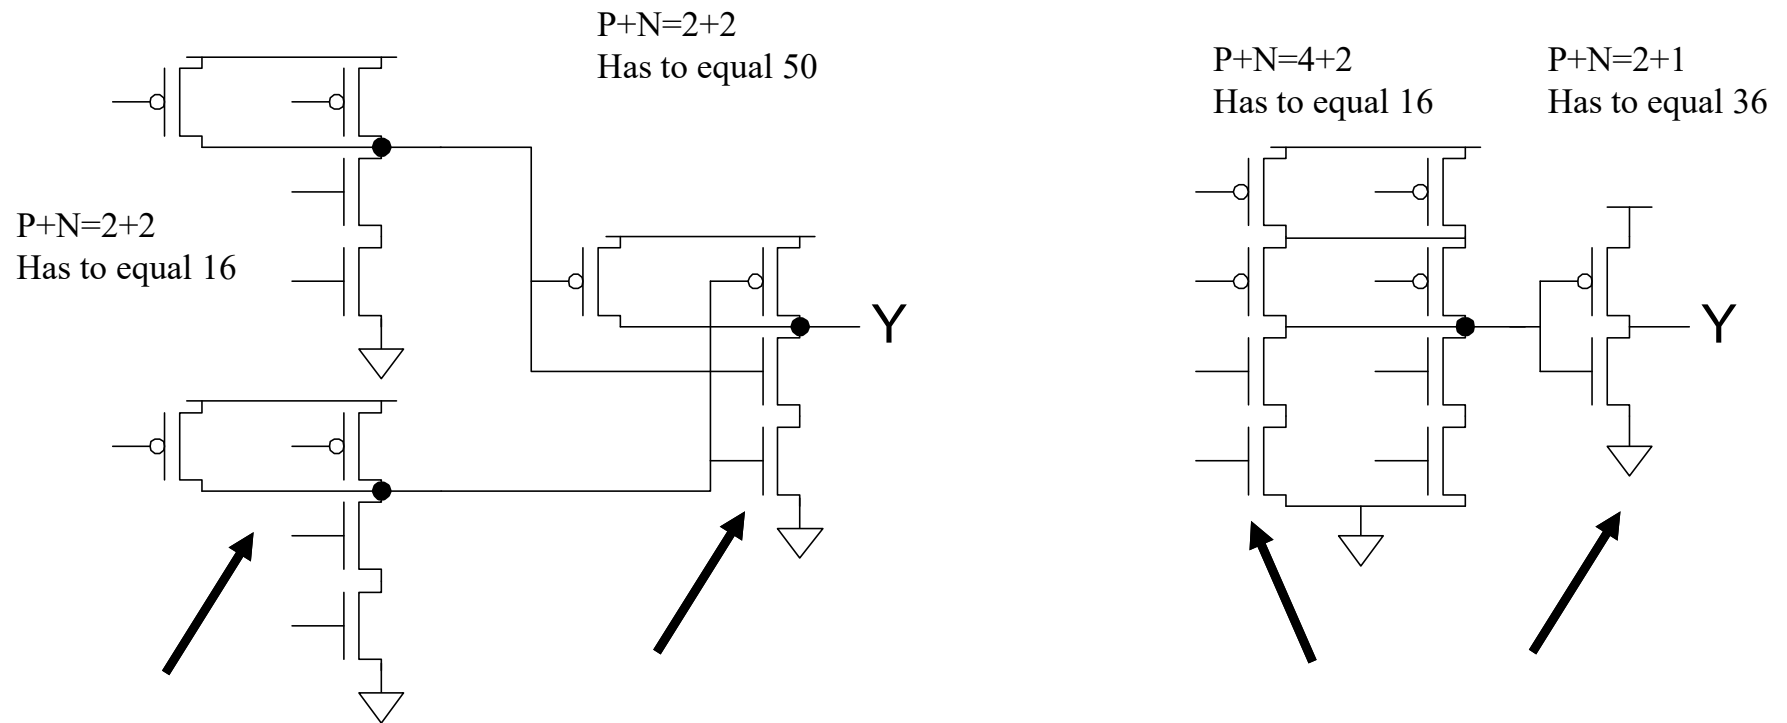 P+N=2+2
Has to equal 50
P+N=2+2
Has to equal 16
Y
P+N=4+2
Has to equal 16
P+N=2+1
Has to equal 36
Y